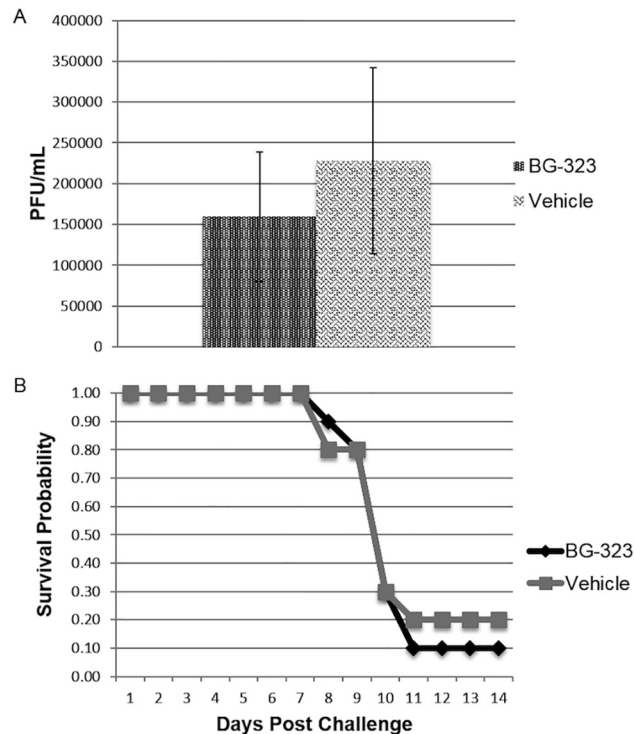 A
400000
350000
300000
250000
200000
150000
100000
50000
0
PFU/mL
BG-323
Vehicle
B
1.00
0.90
0.80
0.70
0.60
0.50
0.40
0.30
0.20
0.10
0.00
Survival Probability
BG-323
Vehicle
1 2 3 4 5 6 7 8 9 10 11 12 13 14
Days Post Challenge